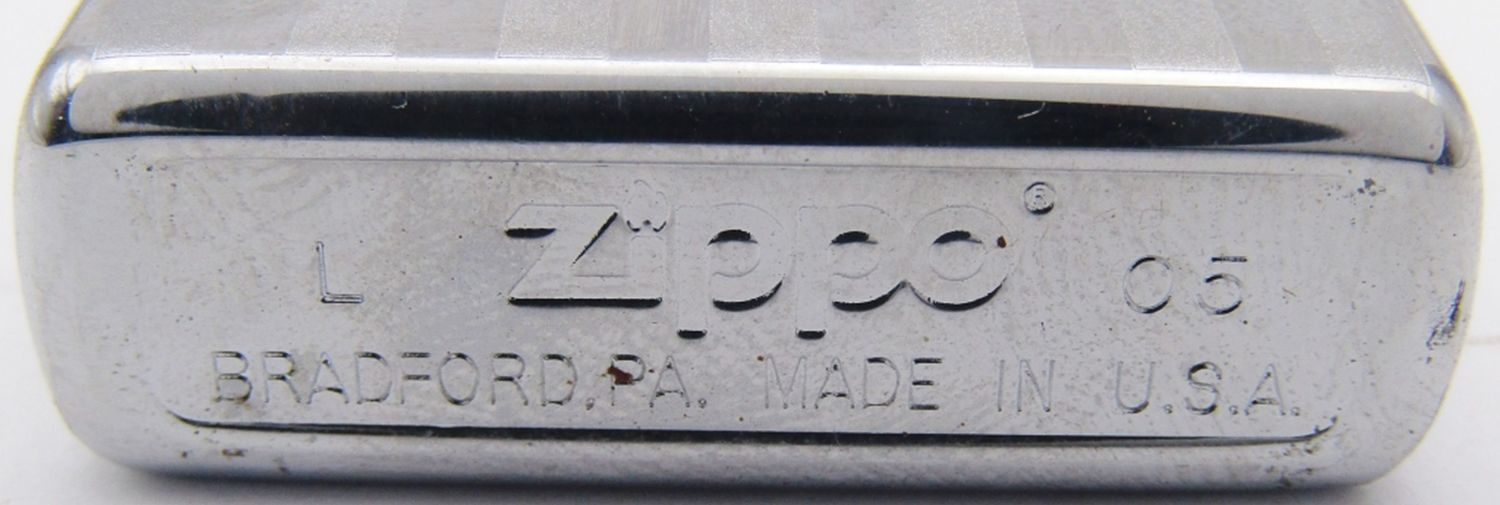 L Zippo® 05
BRADFORD,PA. MADE IN U.S.A.